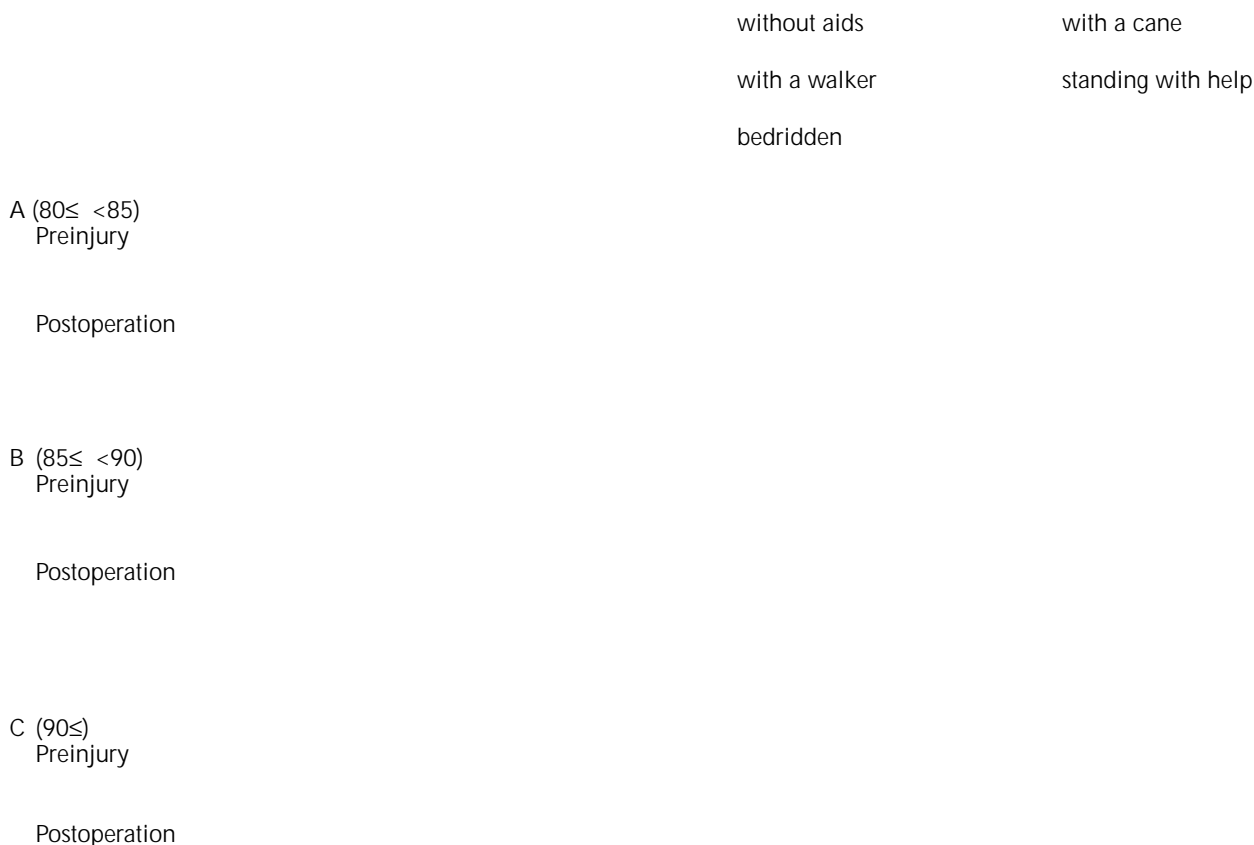 without aids with a cane
with a walker standing with help
bedridden
A (80≤ <85)
Preinjury
Postoperation
B (85≤ <90)
Preinjury
Postoperation
C (90≤)
Preinjury
Postoperation